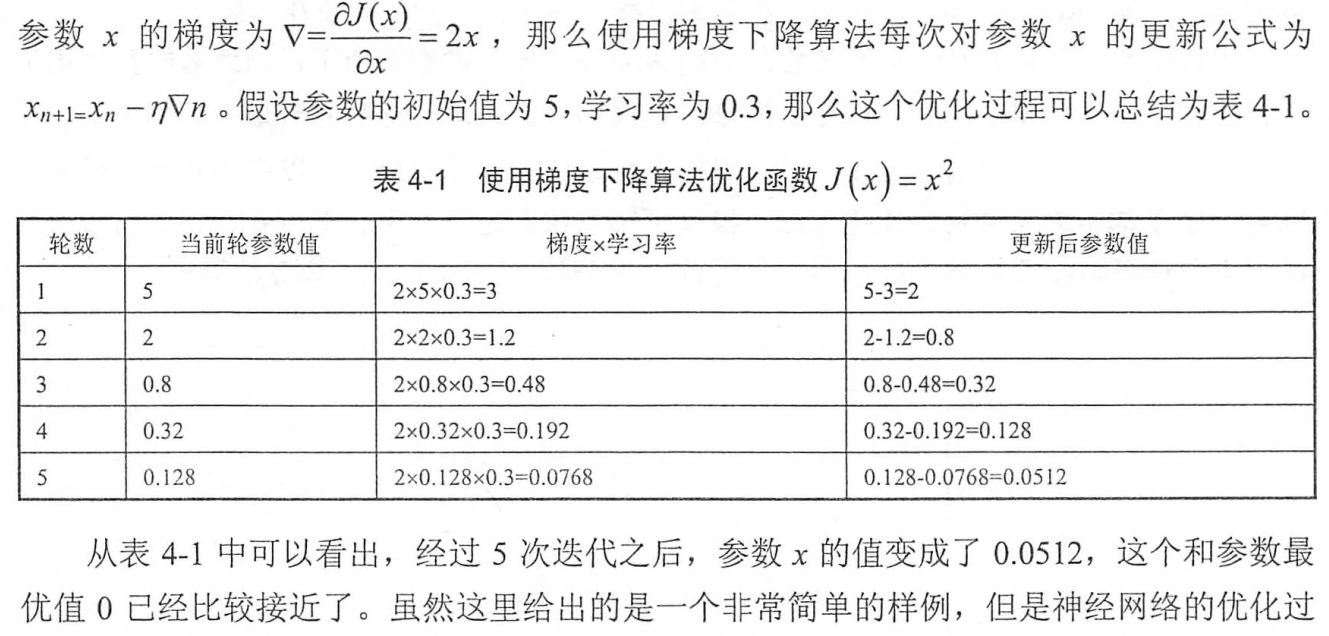 参数 x 的梯度为 ∇=∂J(x)/∂x=2x，那么使用梯度下降算法每次对参数 x 的更新公式为
xₙ₊₁₌xₙ − η∇n。假设参数的初始值为 5，学习率为 0.3，那么这个优化过程可以总结为表 4-1。
表 4-1 使用梯度下降算法优化函数 J(x) = x²
轮数 当前轮参数值 梯度×学习率 更新后参数值
1 5 2×5×0.3=3 5-3=2
2 2 2×2×0.3=1.2 2-1.2=0.8
3 0.8 2×0.8×0.3=0.48 0.8-0.48=0.32
4 0.32 2×0.32×0.3=0.192 0.32-0.192=0.128
5 0.128 2×0.128×0.3=0.0768 0.128-0.0768=0.0512
从表 4-1 中可以看出，经过 5 次迭代之后，参数 x 的值变成了 0.0512，这个和参数最
优值 0 已经比较接近了。虽然这里给出的是一个非常简单的样例，但是神经网络的优化过